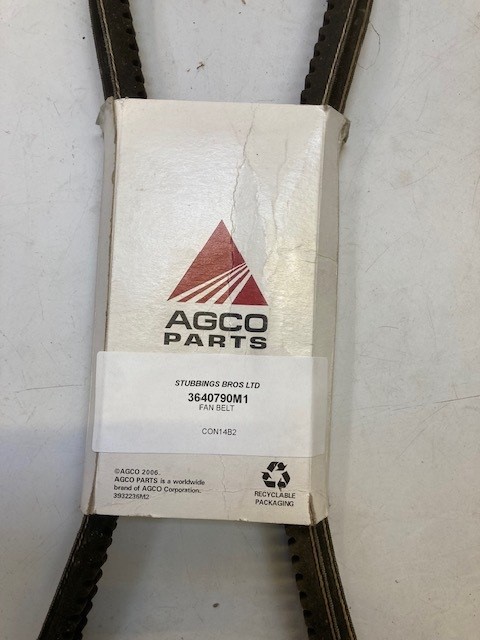 AGCO
PARTS
STUBBINGS BROS LTD
3640790M1
FAN BELT
CON14B2
©AGCO 2006.
AGCO PARTS is a worldwide
brand of AGCO Corporation.
3932236M2
RECYCLABLE
PACKAGING